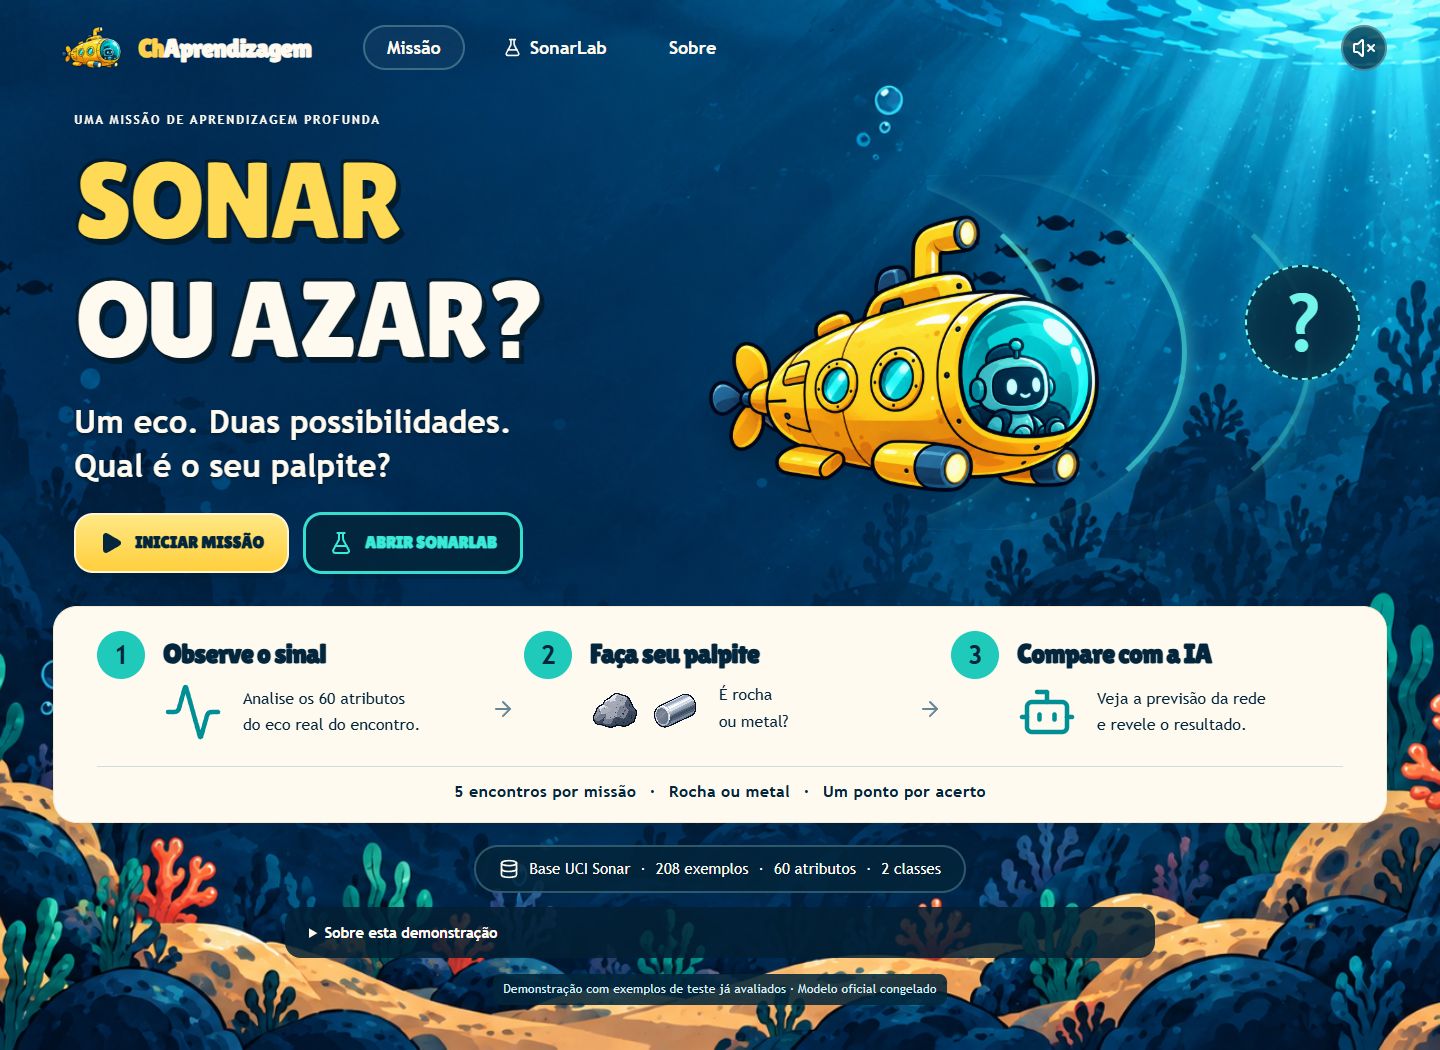 ChAprendizagem
Missão
SonarLab
Sobre
UMA MISSÃO DE APRENDIZAGEM PROFUNDA
SONAR
OU AZAR?
?
Um eco. Duas possibilidades.
Qual é o seu palpite?
INICIAR MISSÃO
ABRIR SONARLAB
1
Observe o sinal
Analise os 60 atributos
do eco real do encontro.
2
Faça seu palpite
É rocha
ou metal?
3
Compare com a IA
Veja a previsão da rede
e revele o resultado.
5 encontros por missão · Rocha ou metal · Um ponto por acerto
Base UCI Sonar · 208 exemplos · 60 atributos · 2 classes
Sobre esta demonstração
Demonstração com exemplos de teste já avaliados · Modelo oficial congelado